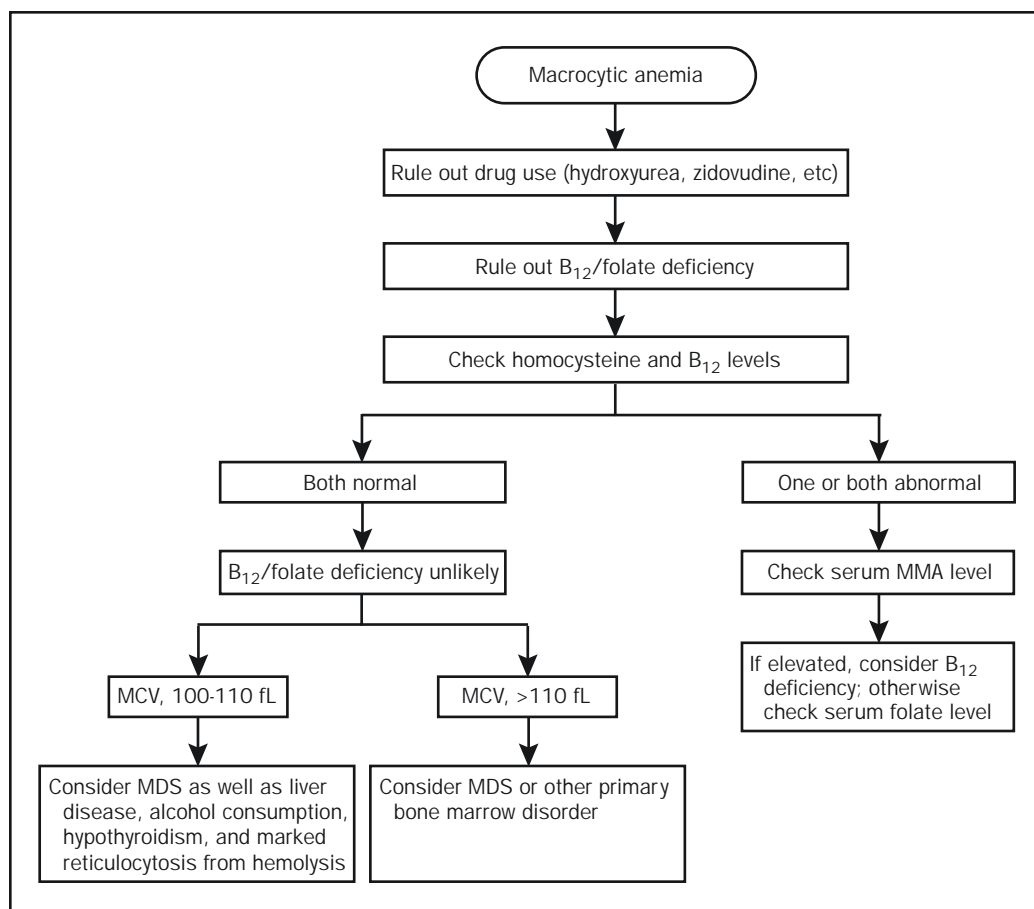 Macrocytic anemia
Rule out drug use (hydroxyurea, zidovudine, etc)
Rule out B12/folate deficiency
Check homocysteine and B12 levels
Both normal
One or both abnormal
B12/folate deficiency unlikely
Check serum MMA level
MCV, 100-110 fL
MCV, >110 fL
If elevated, consider B12
deficiency; otherwise
check serum folate level
Consider MDS as well as liver
disease, alcohol consumption,
hypothyroidism, and marked
reticulocytosis from hemolysis
Consider MDS or other primary
bone marrow disorder